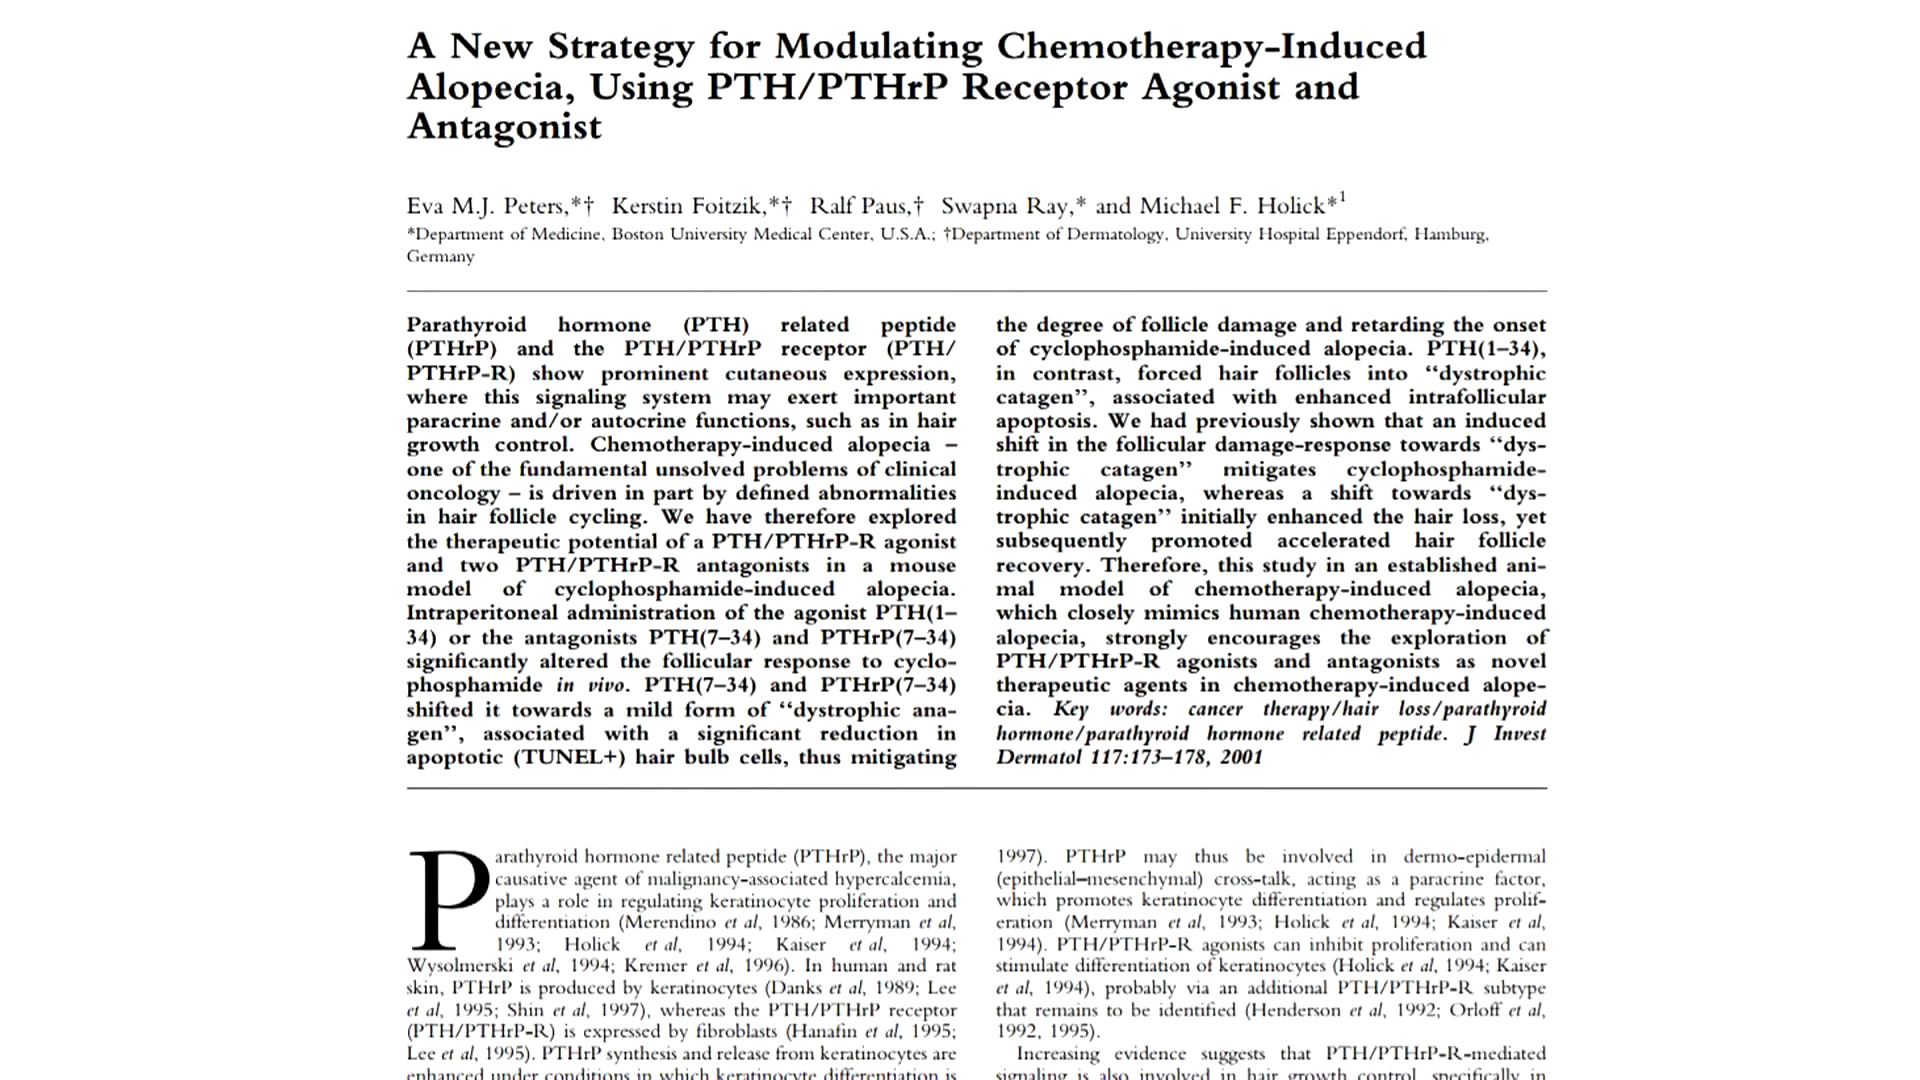 A New Strategy for Modulating Chemotherapy-Induced
Alopecia, Using PTH/PTHrP Receptor Agonist and
Antagonist
Eva M.J. Peters,*† Kerstin Foitzik,*† Ralf Paus,† Swapna Ray,* and Michael F. Holick*1
*Department of Medicine, Boston University Medical Center, U.S.A.; †Department of Dermatology, University Hospital Eppendorf, Hamburg,
Germany
Parathyroid hormone (PTH) related peptide
(PTHrP) and the PTH/PTHrP receptor (PTH/
PTHrP-R) show prominent cutaneous expression,
where this signaling system may exert important
paracrine and/or autocrine functions, such as in hair
growth control. Chemotherapy-induced alopecia –
one of the fundamental unsolved problems of clinical
oncology – is driven in part by defined abnormalities
in hair follicle cycling. We have therefore explored
the therapeutic potential of a PTH/PTHrP-R agonist
and two PTH/PTHrP-R antagonists in a mouse
model of cyclophosphamide-induced alopecia.
Intraperitoneal administration of the agonist PTH(1–
34) or the antagonists PTH(7–34) and PTHrP(7–34)
significantly altered the follicular response to cyclo-
phosphamide in vivo. PTH(7–34) and PTHrP(7–34)
shifted it towards a mild form of “dystrophic ana-
gen”, associated with a significant reduction in
apoptotic (TUNEL+) hair bulb cells, thus mitigating
the degree of follicle damage and retarding the onset
of cyclophosphamide-induced alopecia. PTH(1–34),
in contrast, forced hair follicles into “dystrophic
catagen”, associated with enhanced intrafollicular
apoptosis. We had previously shown that an induced
shift in the follicular damage-response towards “dys-
trophic catagen” mitigates cyclophosphamide-
induced alopecia, whereas a shift towards “dys-
trophic catagen” initially enhanced the hair loss, yet
subsequently promoted accelerated hair follicle
recovery. Therefore, this study in an established ani-
mal model of chemotherapy-induced alopecia,
which closely mimics human chemotherapy-induced
alopecia, strongly encourages the exploration of
PTH/PTHrP-R agonists and antagonists as novel
therapeutic agents in chemotherapy-induced alope-
cia. Key words: cancer therapy/hair loss/parathyroid
hormone/parathyroid hormone related peptide. J Invest
Dermatol 117:173–178, 2001
Parathyroid hormone related peptide (PTHrP), the major
causative agent of malignancy-associated hypercalcemia,
plays a role in regulating keratinocyte proliferation and
differentiation (Merendino et al, 1986; Merryman et al,
1993; Holick et al, 1994; Kaiser et al, 1994;
Wysolmerski et al, 1994; Kremer et al, 1996). In human and rat
skin, PTHrP is produced by keratinocytes (Danks et al, 1989; Lee
et al, 1995; Shin et al, 1997), whereas the PTH/PTHrP receptor
(PTH/PTHrP-R) is expressed by fibroblasts (Hanafin et al, 1995;
Lee et al, 1995). PTHrP synthesis and release from keratinocytes are
enhanced under conditions in which keratinocyte differentiation is
1997). PTHrP may thus be involved in dermo-epidermal
(epithelial–mesenchymal) cross-talk, acting as a paracrine factor,
which promotes keratinocyte differentiation and regulates prolif-
eration (Merryman et al, 1993; Holick et al, 1994; Kaiser et al,
1994). PTH/PTHrP-R agonists can inhibit proliferation and can
stimulate differentiation of keratinocytes (Holick et al, 1994; Kaiser
et al, 1994), probably via an additional PTH/PTHrP-R subtype
that remains to be identified (Henderson et al, 1992; Orloff et al,
1992, 1995).
Increasing evidence suggests that PTH/PTHrP-R-mediated
signaling is also involved in hair growth control, specifically in